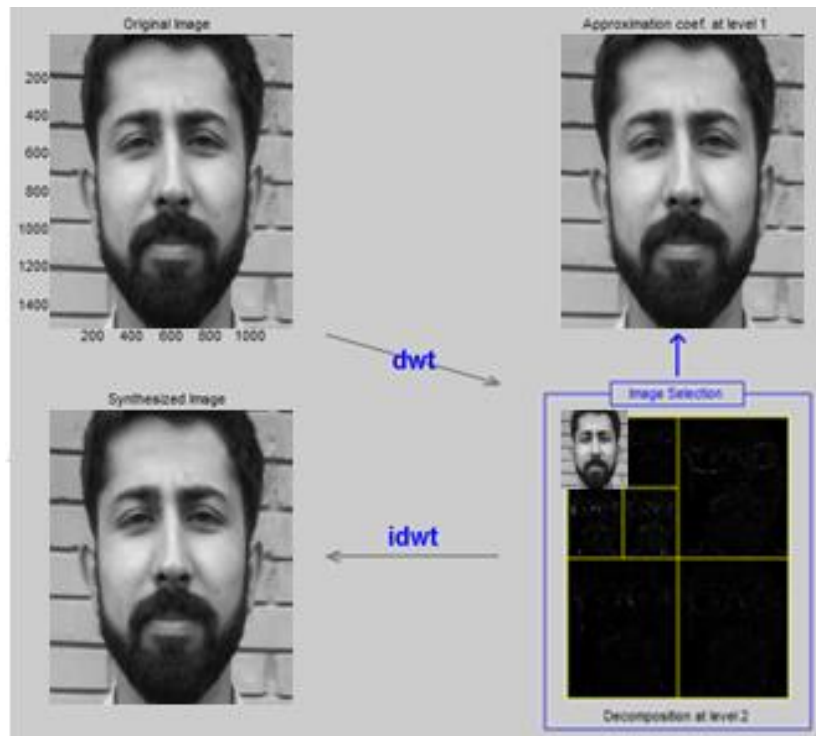 Original Image
200
400
600
800
1000
1200
1400
200 400 600 800 1000
Approximation coef. at level 1
dwt
Image Selection
Synthesized Image
idwt
Decomposition at level 2